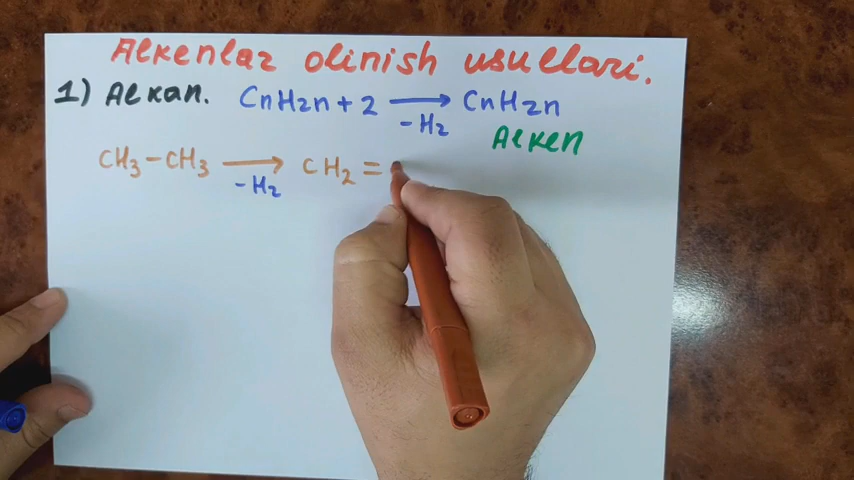 Alkenlar olinish usullari.
1) Alkan. CnH2n+2 → CnH2n
-H2
Alken
CH3-CH3 → CH2=
-H2